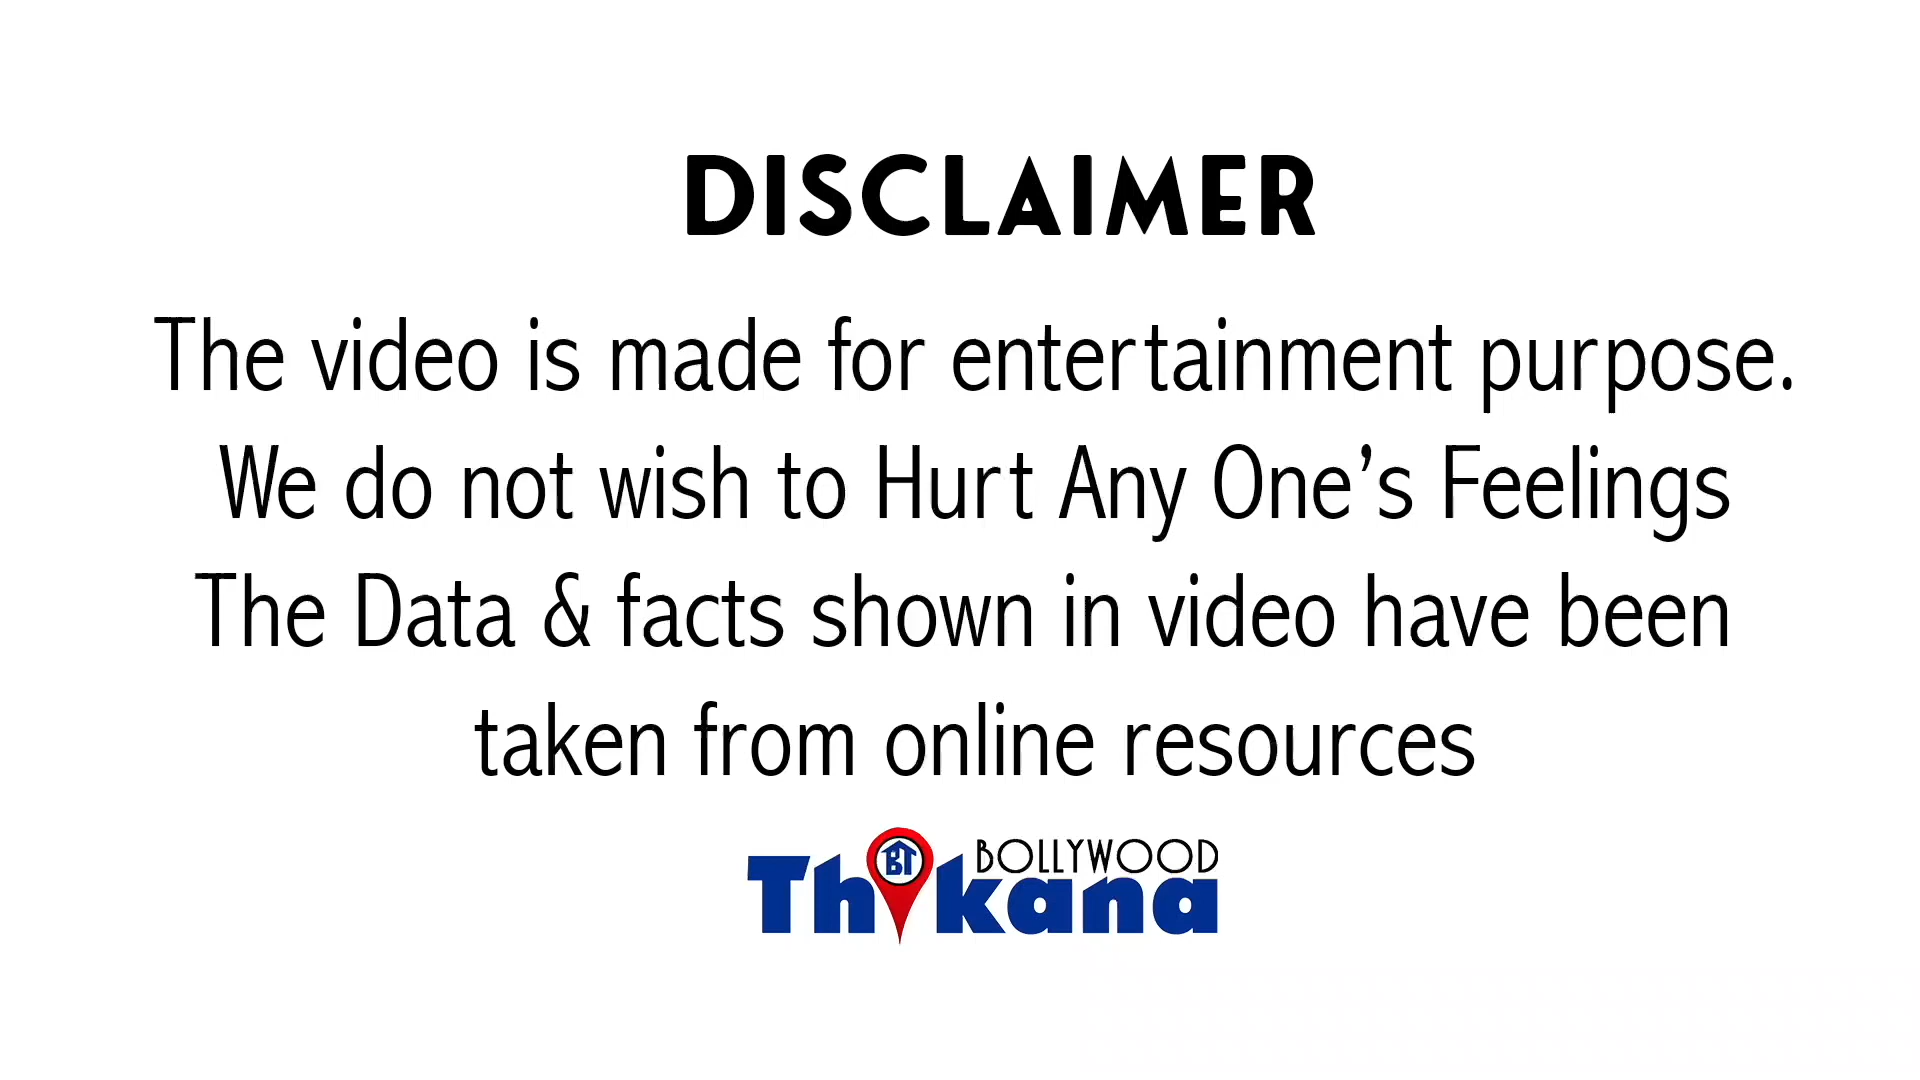 DISCLAIMER
The video is made for entertainment purpose.
We do not wish to Hurt Any One’s Feelings
The Data & facts shown in video have been
taken from online resources
BT
BOLLYWOOD
Thikana